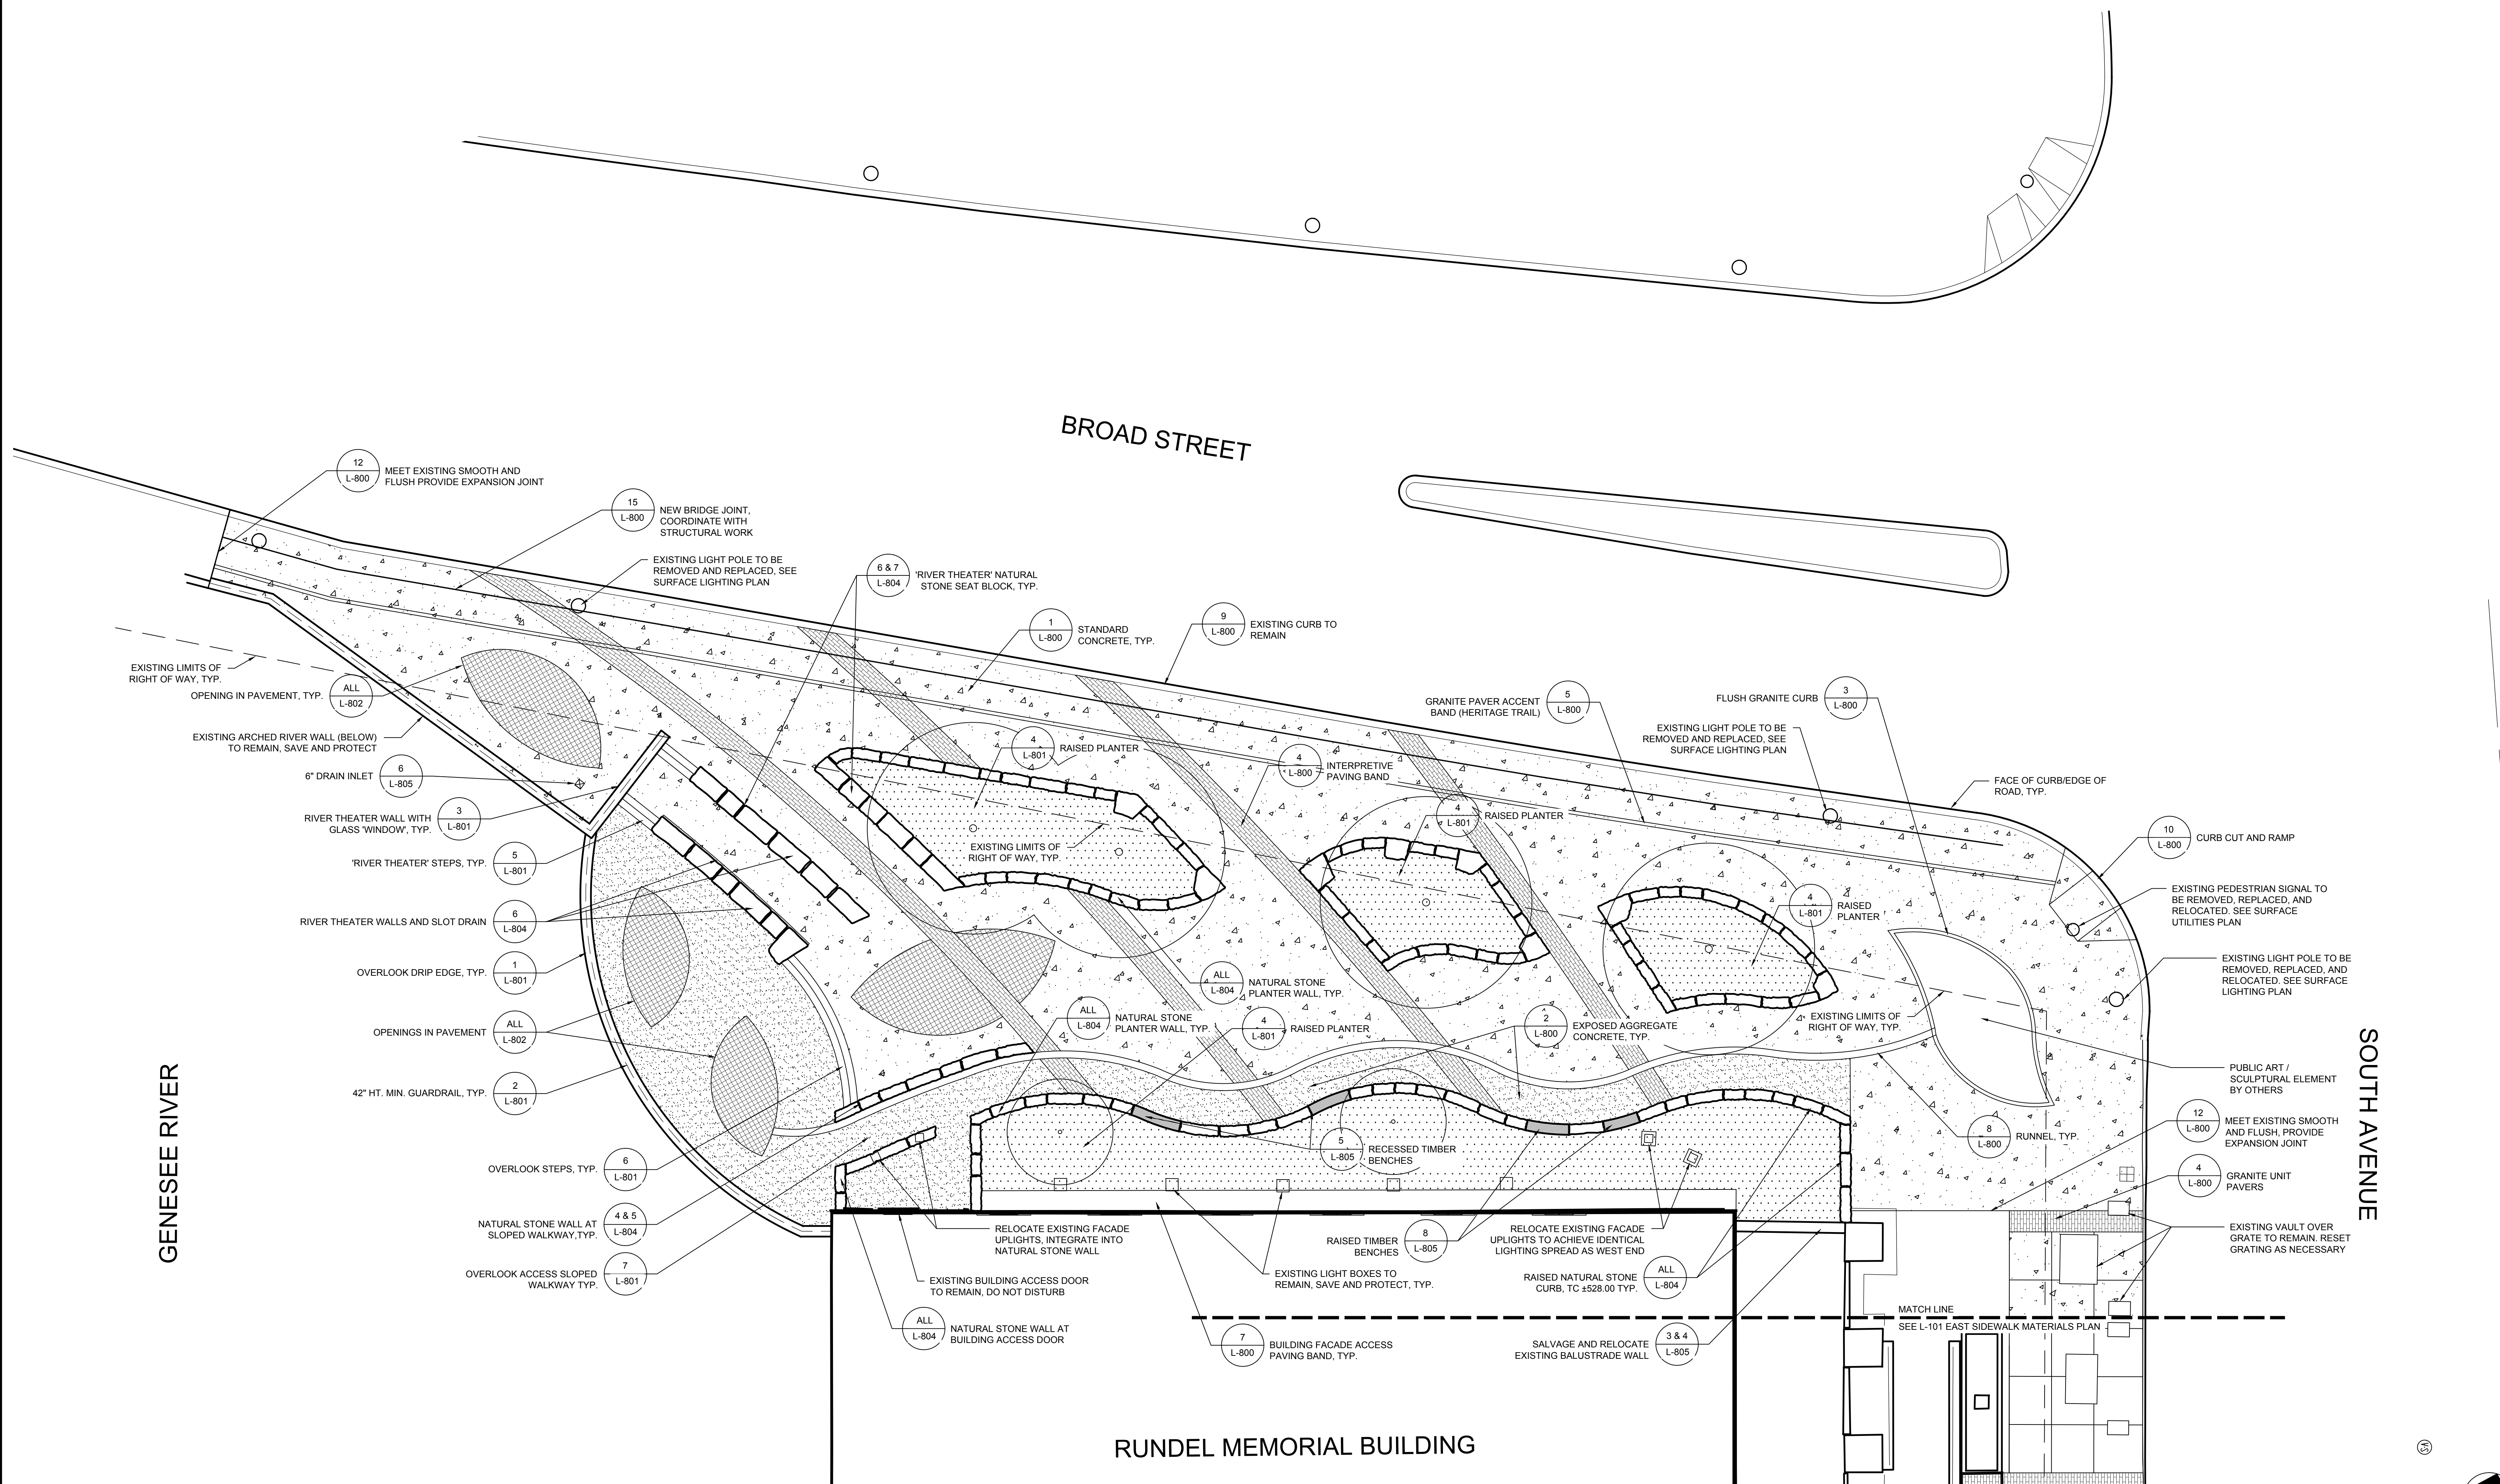 BROAD STREET
12
L-800
MEET EXISTING SMOOTH AND
FLUSH PROVIDE EXPANSION JOINT
15
L-800
NEW BRIDGE JOINT,
COORDINATE WITH
STRUCTURAL WORK
EXISTING LIGHT POLE TO BE
REMOVED AND REPLACED, SEE
SURFACE LIGHTING PLAN
6 & 7
L-804
'RIVER THEATER' NATURAL
STONE SEAT BLOCK, TYP.
1
L-800
STANDARD
CONCRETE, TYP.
9
L-800
EXISTING CURB TO
REMAIN
EXISTING LIMITS OF
RIGHT OF WAY, TYP.
OPENING IN PAVEMENT, TYP.
ALL
L-802
EXISTING ARCHED RIVER WALL (BELOW)
TO REMAIN, SAVE AND PROTECT
6" DRAIN INLET
6
L-805
RIVER THEATER WALL WITH
GLASS 'WINDOW', TYP.
3
L-801
'RIVER THEATER' STEPS, TYP.
5
L-801
RIVER THEATER WALLS AND SLOT DRAIN
6
L-804
OVERLOOK DRIP EDGE, TYP.
1
L-801
OPENINGS IN PAVEMENT
ALL
L-802
42" HT. MIN. GUARDRAIL, TYP.
2
L-801
OVERLOOK STEPS, TYP.
6
L-801
NATURAL STONE WALL AT
SLOPED WALKWAY,TYP.
4 & 5
L-804
OVERLOOK ACCESS SLOPED
WALKWAY TYP.
7
L-801
GENESEE RIVER
4
L-801
RAISED PLANTER
EXISTING LIMITS OF
RIGHT OF WAY, TYP.
4
L-800
INTERPRETIVE
PAVING BAND
GRANITE PAVER ACCENT
BAND (HERITAGE TRAIL)
5
L-800
FLUSH GRANITE CURB
3
L-800
EXISTING LIGHT POLE TO BE
REMOVED AND REPLACED, SEE
SURFACE LIGHTING PLAN
4
L-801
RAISED PLANTER
4
L-801
RAISED
PLANTER
FACE OF CURB/EDGE OF
ROAD, TYP.
10
L-800
CURB CUT AND RAMP
EXISTING PEDESTRIAN SIGNAL TO
BE REMOVED, REPLACED, AND
RELOCATED. SEE SURFACE
UTILITIES PLAN
EXISTING LIGHT POLE TO BE
REMOVED, REPLACED, AND
RELOCATED. SEE SURFACE
LIGHTING PLAN
ALL
L-804
NATURAL STONE
PLANTER WALL, TYP.
ALL
L-804
NATURAL STONE
PLANTER WALL, TYP.
4
L-801
RAISED PLANTER
2
L-800
EXPOSED AGGREGATE
CONCRETE, TYP.
EXISTING LIMITS OF
RIGHT OF WAY, TYP.
SOUTH AVENUE
PUBLIC ART /
SCULPTURAL ELEMENT
BY OTHERS
12
L-800
MEET EXISTING SMOOTH
AND FLUSH, PROVIDE
EXPANSION JOINT
8
L-800
RUNNEL, TYP.
4
L-800
GRANITE UNIT
PAVERS
EXISTING VAULT OVER
GRATE TO REMAIN. RESET
GRATING AS NECESSARY
5
L-805
RECESSED TIMBER
BENCHES
RELOCATE EXISTING FACADE
UPLIGHTS, INTEGRATE INTO
NATURAL STONE WALL
EXISTING BUILDING ACCESS DOOR
TO REMAIN, DO NOT DISTURB
ALL
L-804
NATURAL STONE WALL AT
BUILDING ACCESS DOOR
RAISED TIMBER
BENCHES
8
L-805
EXISTING LIGHT BOXES TO
REMAIN, SAVE AND PROTECT, TYP.
7
L-800
BUILDING FACADE ACCESS
PAVING BAND, TYP.
RELOCATE EXISTING FACADE
UPLIGHTS TO ACHIEVE IDENTICAL
LIGHTING SPREAD AS WEST END
RAISED NATURAL STONE
CURB, TC ±528.00 TYP.
ALL
L-804
SALVAGE AND RELOCATE
EXISTING BALUSTRADE WALL
3 & 4
L-805
MATCH LINE
SEE L-101 EAST SIDEWALK MATERIALS PLAN
RUNDEL MEMORIAL BUILDING